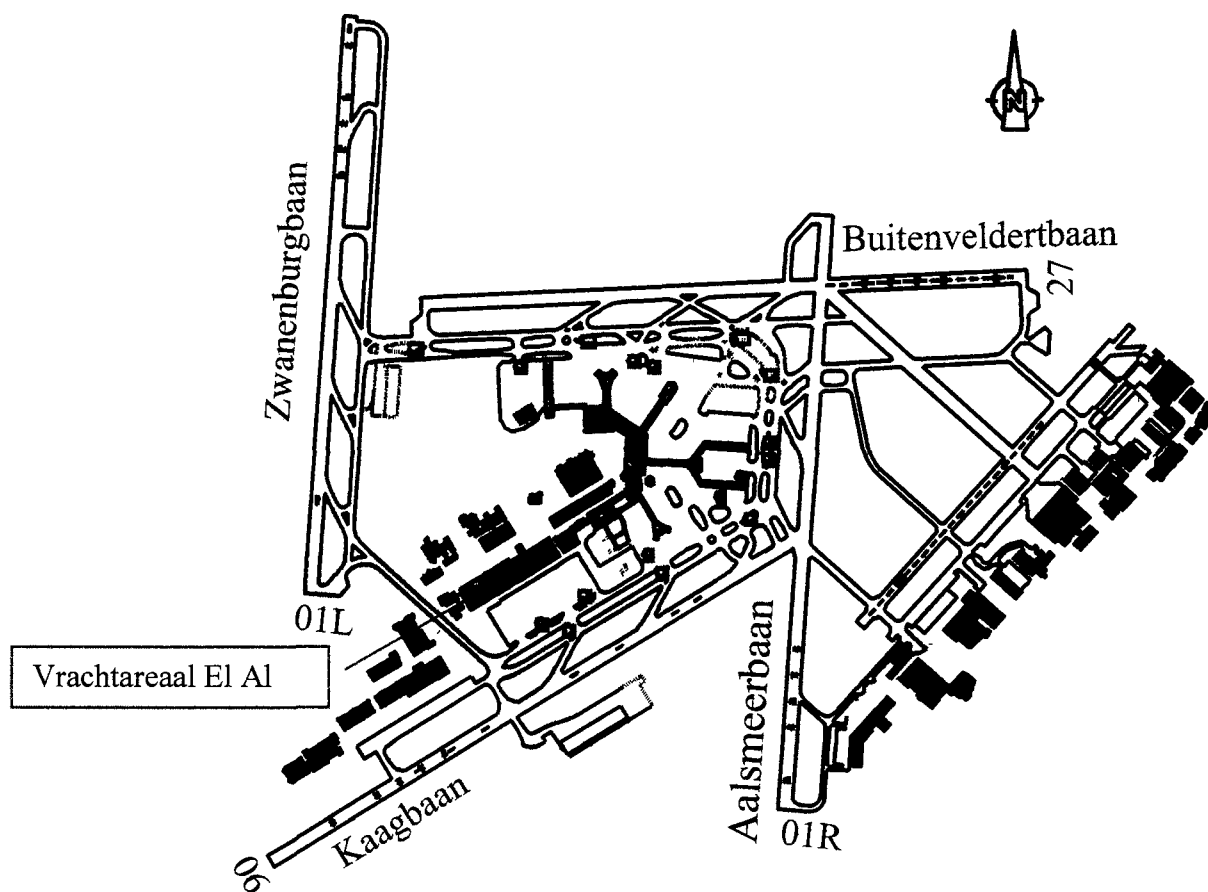 N
Zwanenburgbaan
Buitenveldertbaan
27
01L
Vrachtareaal El Al
Aalsmeerbaan
Kaagbaan
01R
06